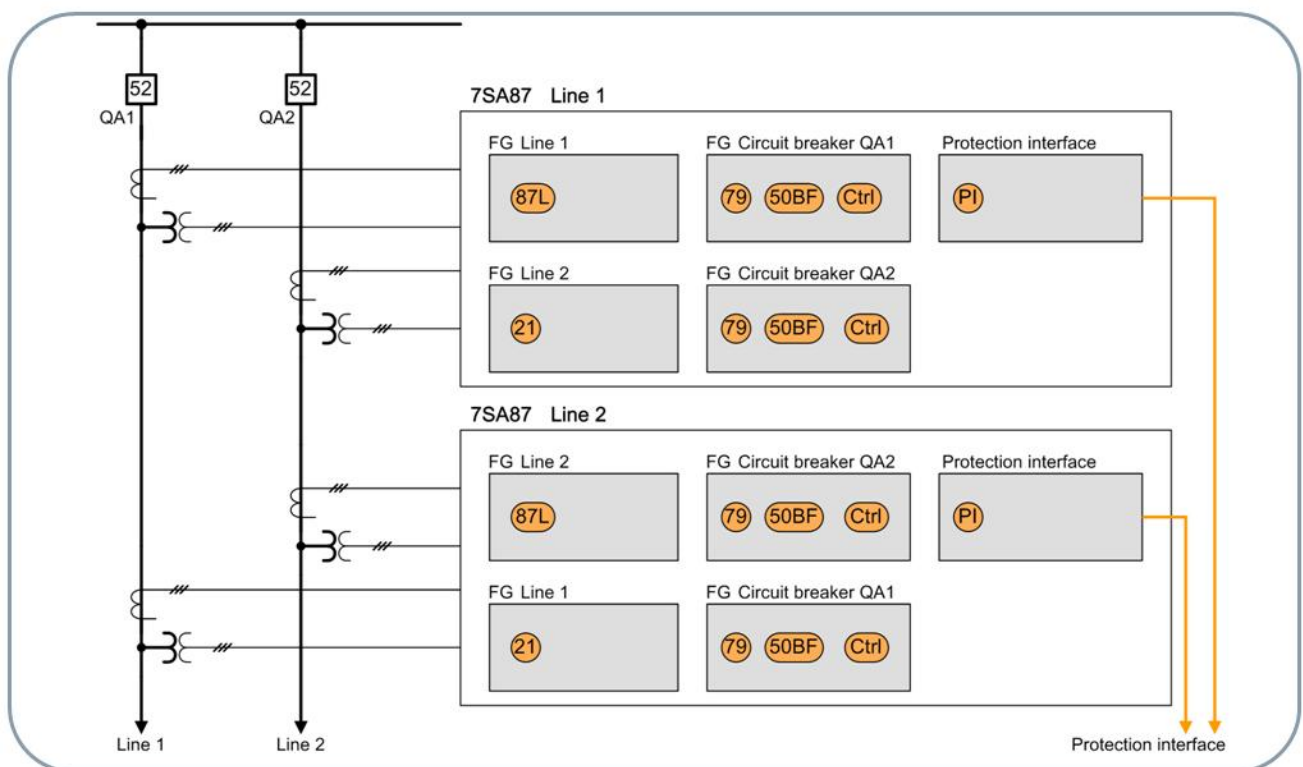 52
52
QA1
QA2
7SA87 Line 1
FG Line 1
FG Circuit breaker QA1
Protection interface
87L
79 50BF Ctrl
PI
FG Line 2
FG Circuit breaker QA2
21
79 50BF Ctrl
7SA87 Line 2
FG Line 2
FG Circuit breaker QA2
Protection interface
87L
79 50BF Ctrl
PI
FG Line 1
FG Circuit breaker QA1
21
79 50BF Ctrl
Line 1
Line 2
Protection interface